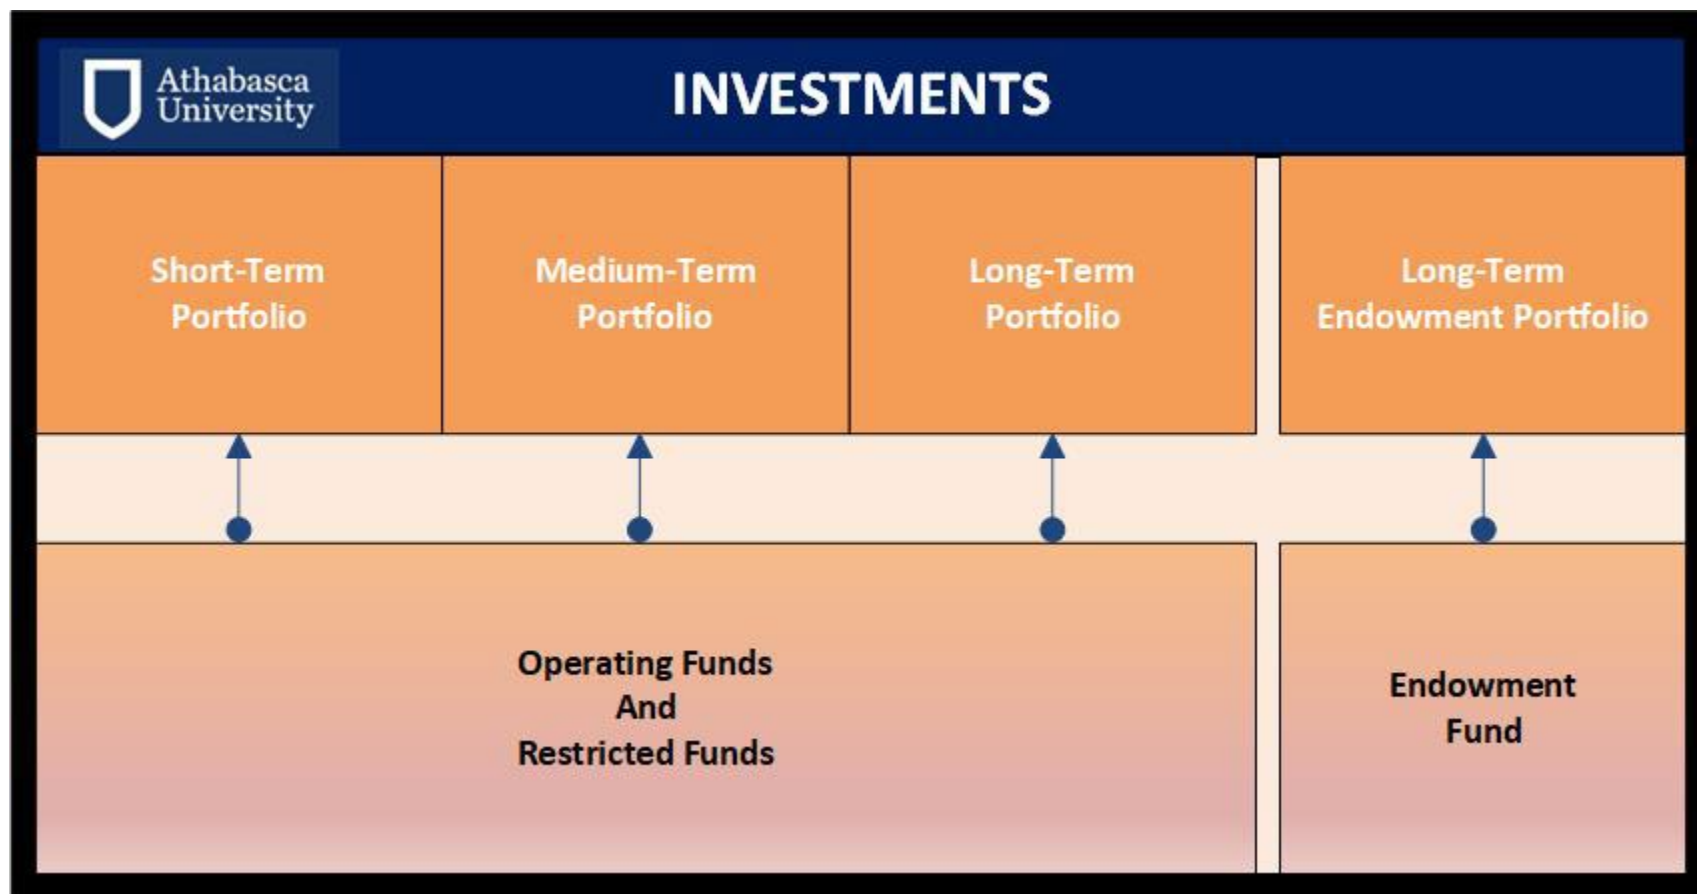 Athabasca
University
INVESTMENTS
Short-Term
Portfolio
Medium-Term
Portfolio
Long-Term
Portfolio
Long-Term
Endowment Portfolio
Operating Funds
And
Restricted Funds
Endowment
Fund